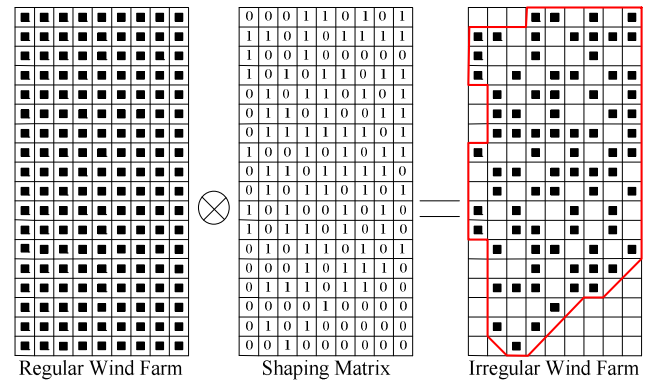 0 0 0 1 1 0 1 0 1
1 1 0 1 0 1 1 1 1
1 0 0 1 0 0 0 0 0
1 0 1 0 1 1 0 1 1
0 1 0 1 1 0 1 0 1
0 1 1 0 1 0 0 1 1
0 1 1 1 1 1 1 0 1
1 0 0 1 0 1 0 1 1
0 1 1 0 1 1 1 1 0
0 1 0 1 1 0 1 0 1
1 0 1 0 0 1 0 1 0
1 0 1 1 0 1 0 1 0
0 1 0 1 1 0 1 0 1
0 0 0 1 0 1 1 1 0
0 1 1 1 0 1 1 0 0
0 0 0 0 1 0 0 0 0
0 1 0 1 0 0 0 0 0
0 0 1 0 0 0 0 0 0
Regular Wind Farm
Shaping Matrix
Irregular Wind Farm